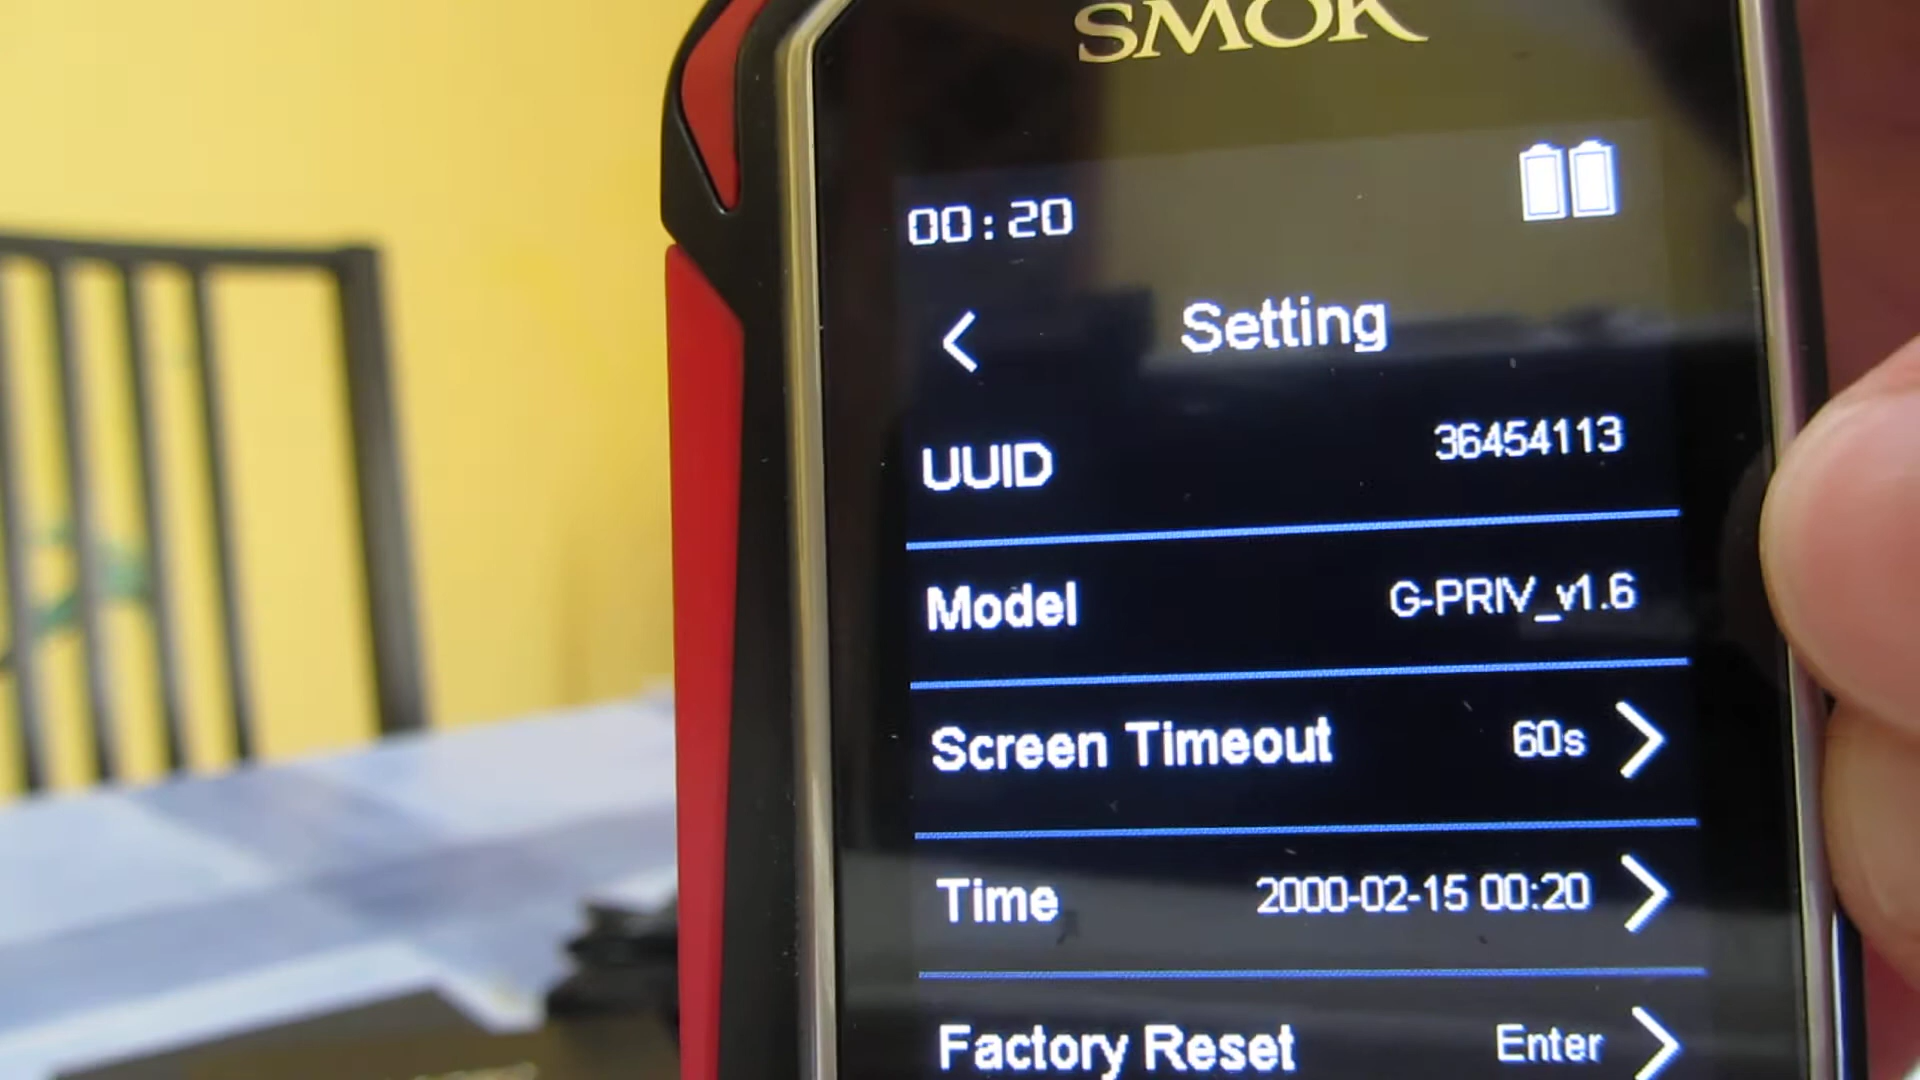 SMOK
00:20
Setting
UUID 36454113
Model G-PRIV_v1.6
Screen Timeout 60s
Time 2000-02-15 00:20
Factory Reset Enter